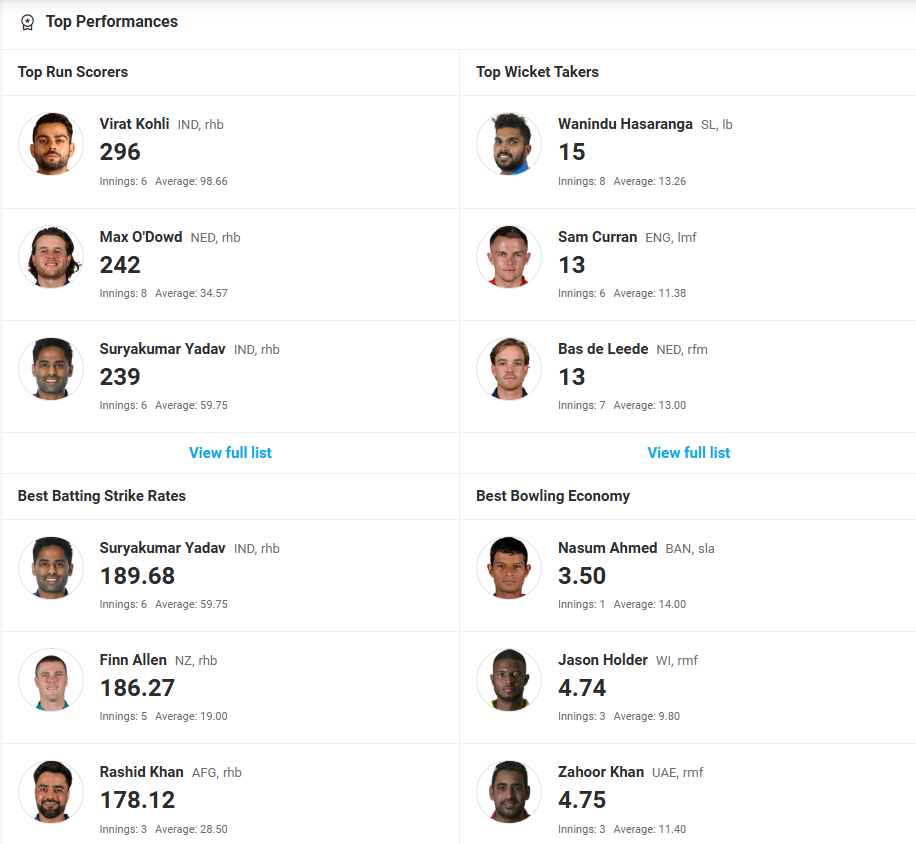 Top Performances
Top Run Scorers
Virat Kohli IND, rhb
296
Innings: 6 Average: 98.66
Max O'Dowd NED, rhb
242
Innings: 8 Average: 34.57
Suryakumar Yadav IND, rhb
239
Innings: 6 Average: 59.75
View full list
Top Wicket Takers
Wanindu Hasaranga SL, lb
15
Innings: 8 Average: 13.26
Sam Curran ENG, lmf
13
Innings: 6 Average: 11.38
Bas de Leede NED, rfm
13
Innings: 7 Average: 13.00
View full list
Best Batting Strike Rates
Suryakumar Yadav IND, rhb
189.68
Innings: 6 Average: 59.75
Finn Allen NZ, rhb
186.27
Innings: 5 Average: 19.00
Rashid Khan AFG, rhb
178.12
Innings: 3 Average: 28.50
Best Bowling Economy
Nasum Ahmed BAN, sla
3.50
Innings: 1 Average: 14.00
Jason Holder WI, rmf
4.74
Innings: 3 Average: 9.80
Zahoor Khan UAE, rmf
4.75
Innings: 3 Average: 11.40